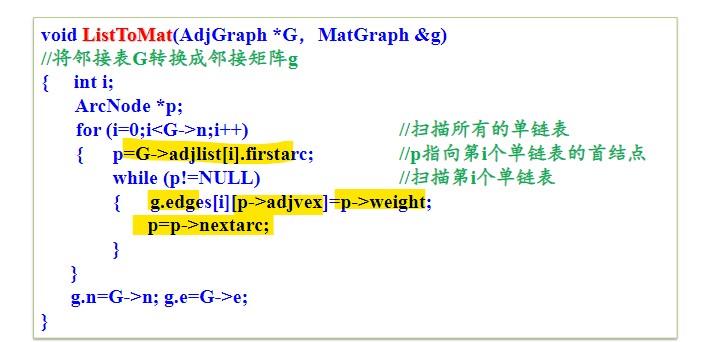 void ListToMat(AdjGraph *G，MatGraph &g)
//将邻接表G转换成邻接矩阵g
{ int i;
ArcNode *p;
for (i=0;i<G->n;i++) //扫描所有的单链表
{ p=G->adjlist[i].firstarc; //p指向第i个单链表的首结点
while (p!=NULL) //扫描第i个单链表
{ g.edges[i][p->adjvex]=p->weight;
p=p->nextarc;
}
}
g.n=G->n; g.e=G->e;
}